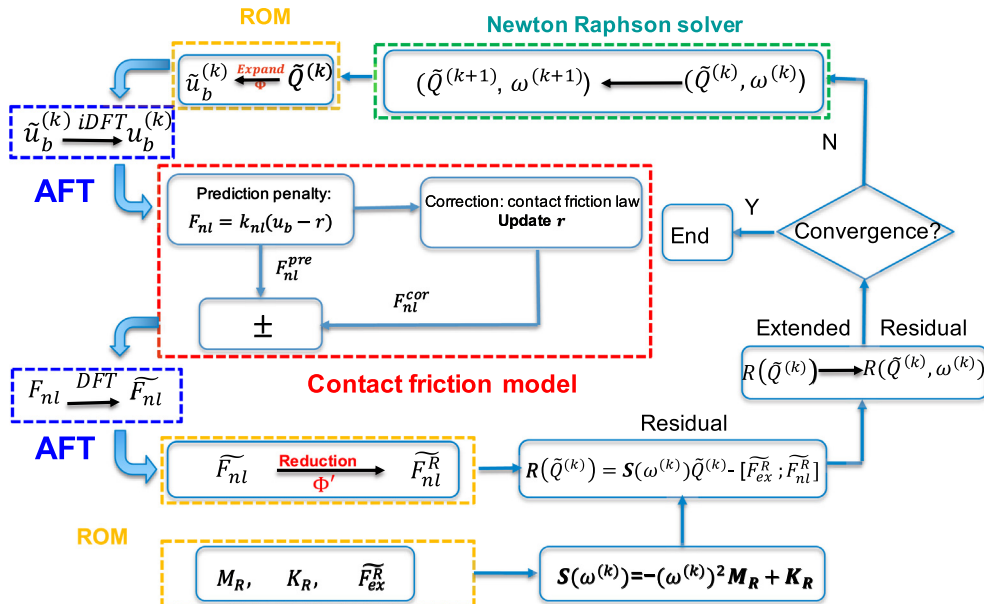 ROM
Newton Raphson solver
ũ_b^(k) ⟵ Expand Φ Q̃^(k)
(Q̃^(k+1), ω^(k+1)) ⟵ (Q̃^(k), ω^(k))
ũ_b^(k) iDFT⟶ u_b^(k)
AFT
N
Prediction penalty:
F_nl = k_nl(u_b − r)
Correction: contact friction law
Update r
Y
End
Convergence?
F_nl^pre
F_nl^cor
±
Extended Residual
R(Q̃^(k)) ⟶ R(Q̃^(k), ω^(k))
Contact friction model
F_nl DFT⟶ F̃_nl
AFT
Residual
F̃_nl Reduction⟶ Φ′ F̃_nl^R
R(Q̃^(k)) = S(ω^(k))Q̃^(k)- [F̃_ex^R ; F̃_nl^R]
ROM
M_R, K_R, F̃_ex^R
S(ω^(k))=−(ω^(k))^2 M_R + K_R